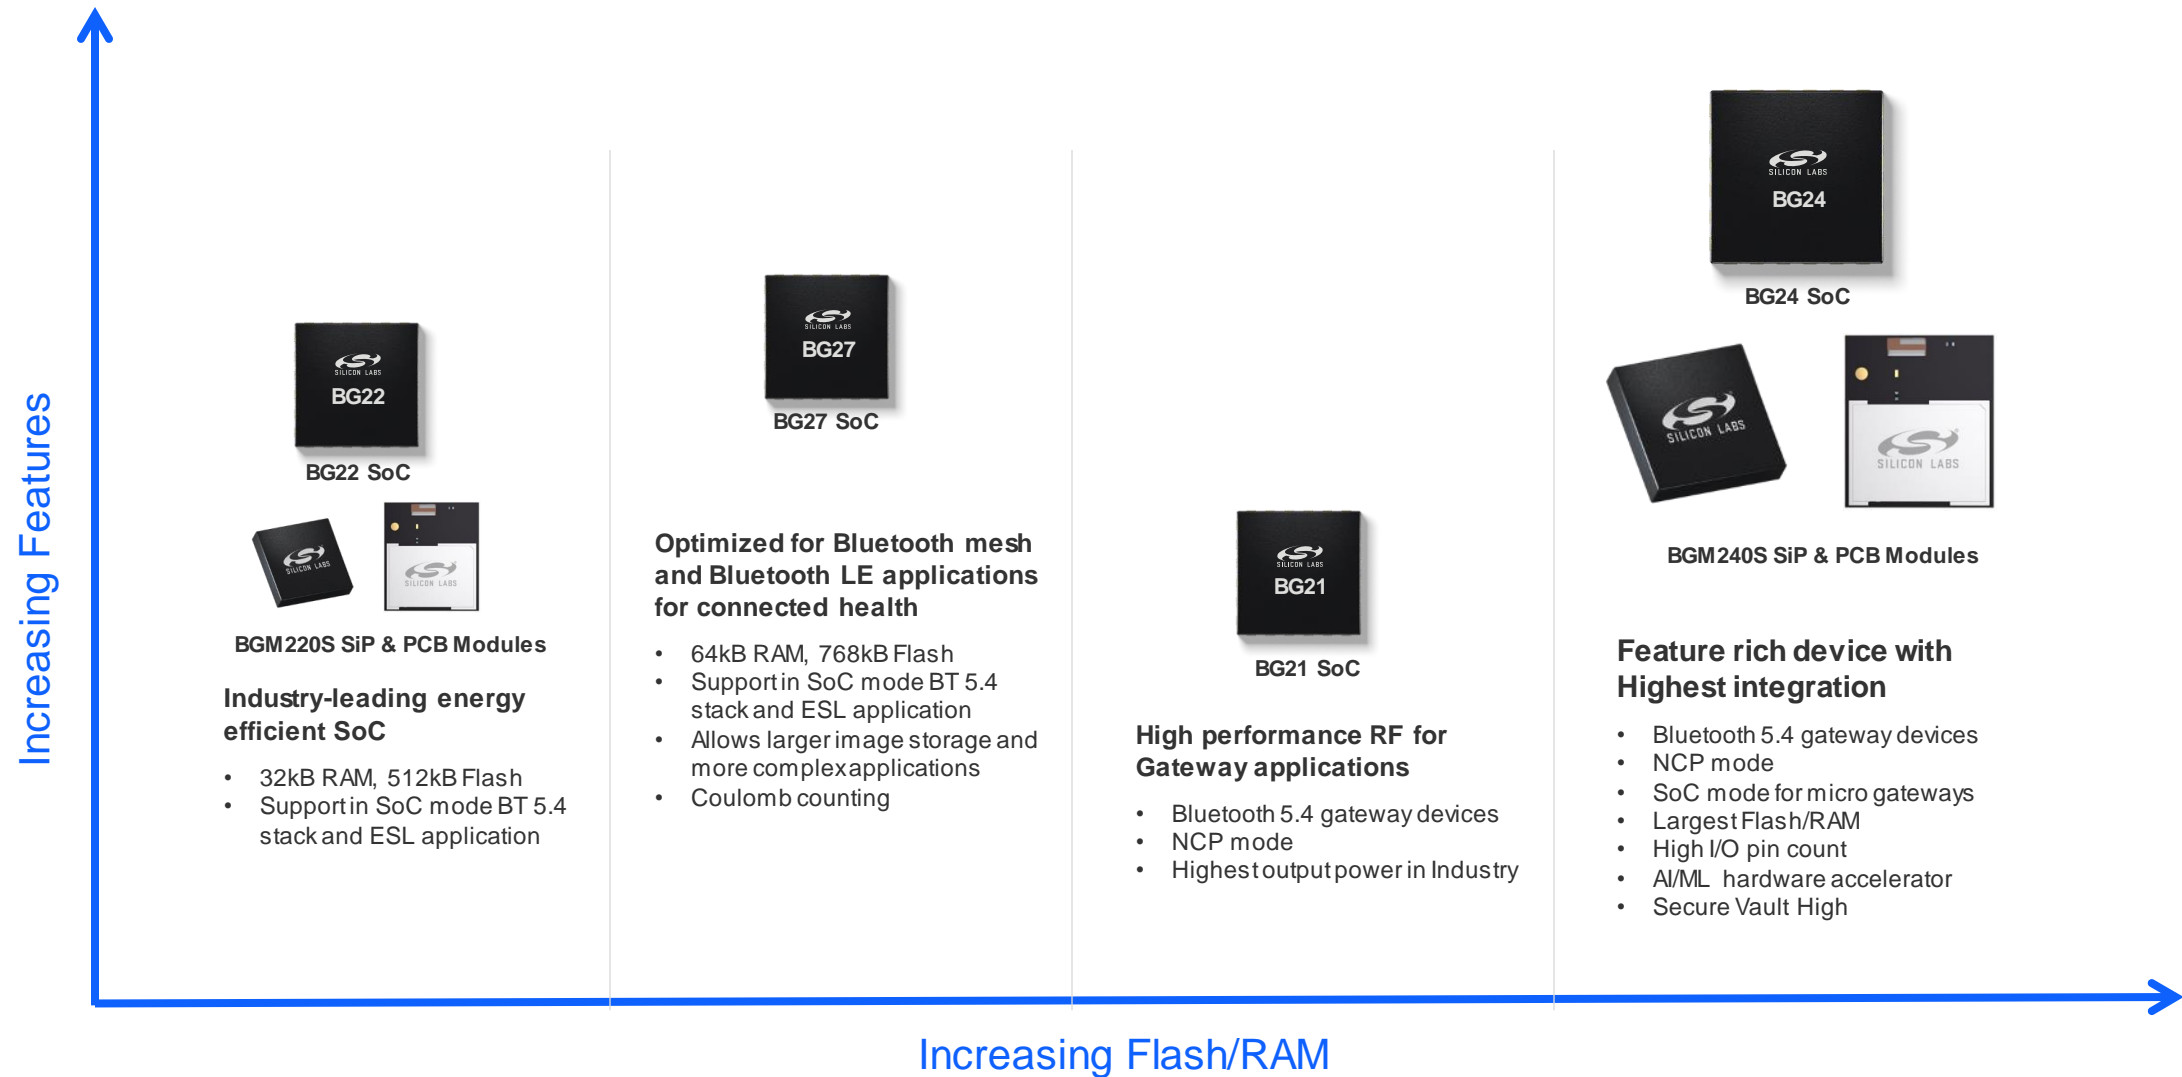 Increasing Features
SILICON LABS
BG22
BG22 SoC
SILICON LABS
SILICON LABS
BGM220S SiP & PCB Modules
Industry-leading energy
efficient SoC
• 32kB RAM, 512kB Flash
• Support in SoC mode BT 5.4
stack and ESL application
SILICON LABS
BG27
BG27 SoC
Optimized for Bluetooth mesh
and Bluetooth LE applications
for connected health
• 64kB RAM, 768kB Flash
• Support in SoC mode BT 5.4
stack and ESL application
• Allows larger image storage and
more complex applications
• Coulomb counting
SILICON LABS
BG21
BG21 SoC
High performance RF for
Gateway applications
• Bluetooth 5.4 gateway devices
• NCP mode
• Highest output power in Industry
SILICON LABS
BG24
BG24 SoC
SILICON LABS
SILICON LABS
BGM240S SiP & PCB Modules
Feature rich device with
Highest integration
• Bluetooth 5.4 gateway devices
• NCP mode
• SoC mode for micro gateways
• Largest Flash/RAM
• High I/O pin count
• AI/ML hardware accelerator
• Secure Vault High
Increasing Flash/RAM